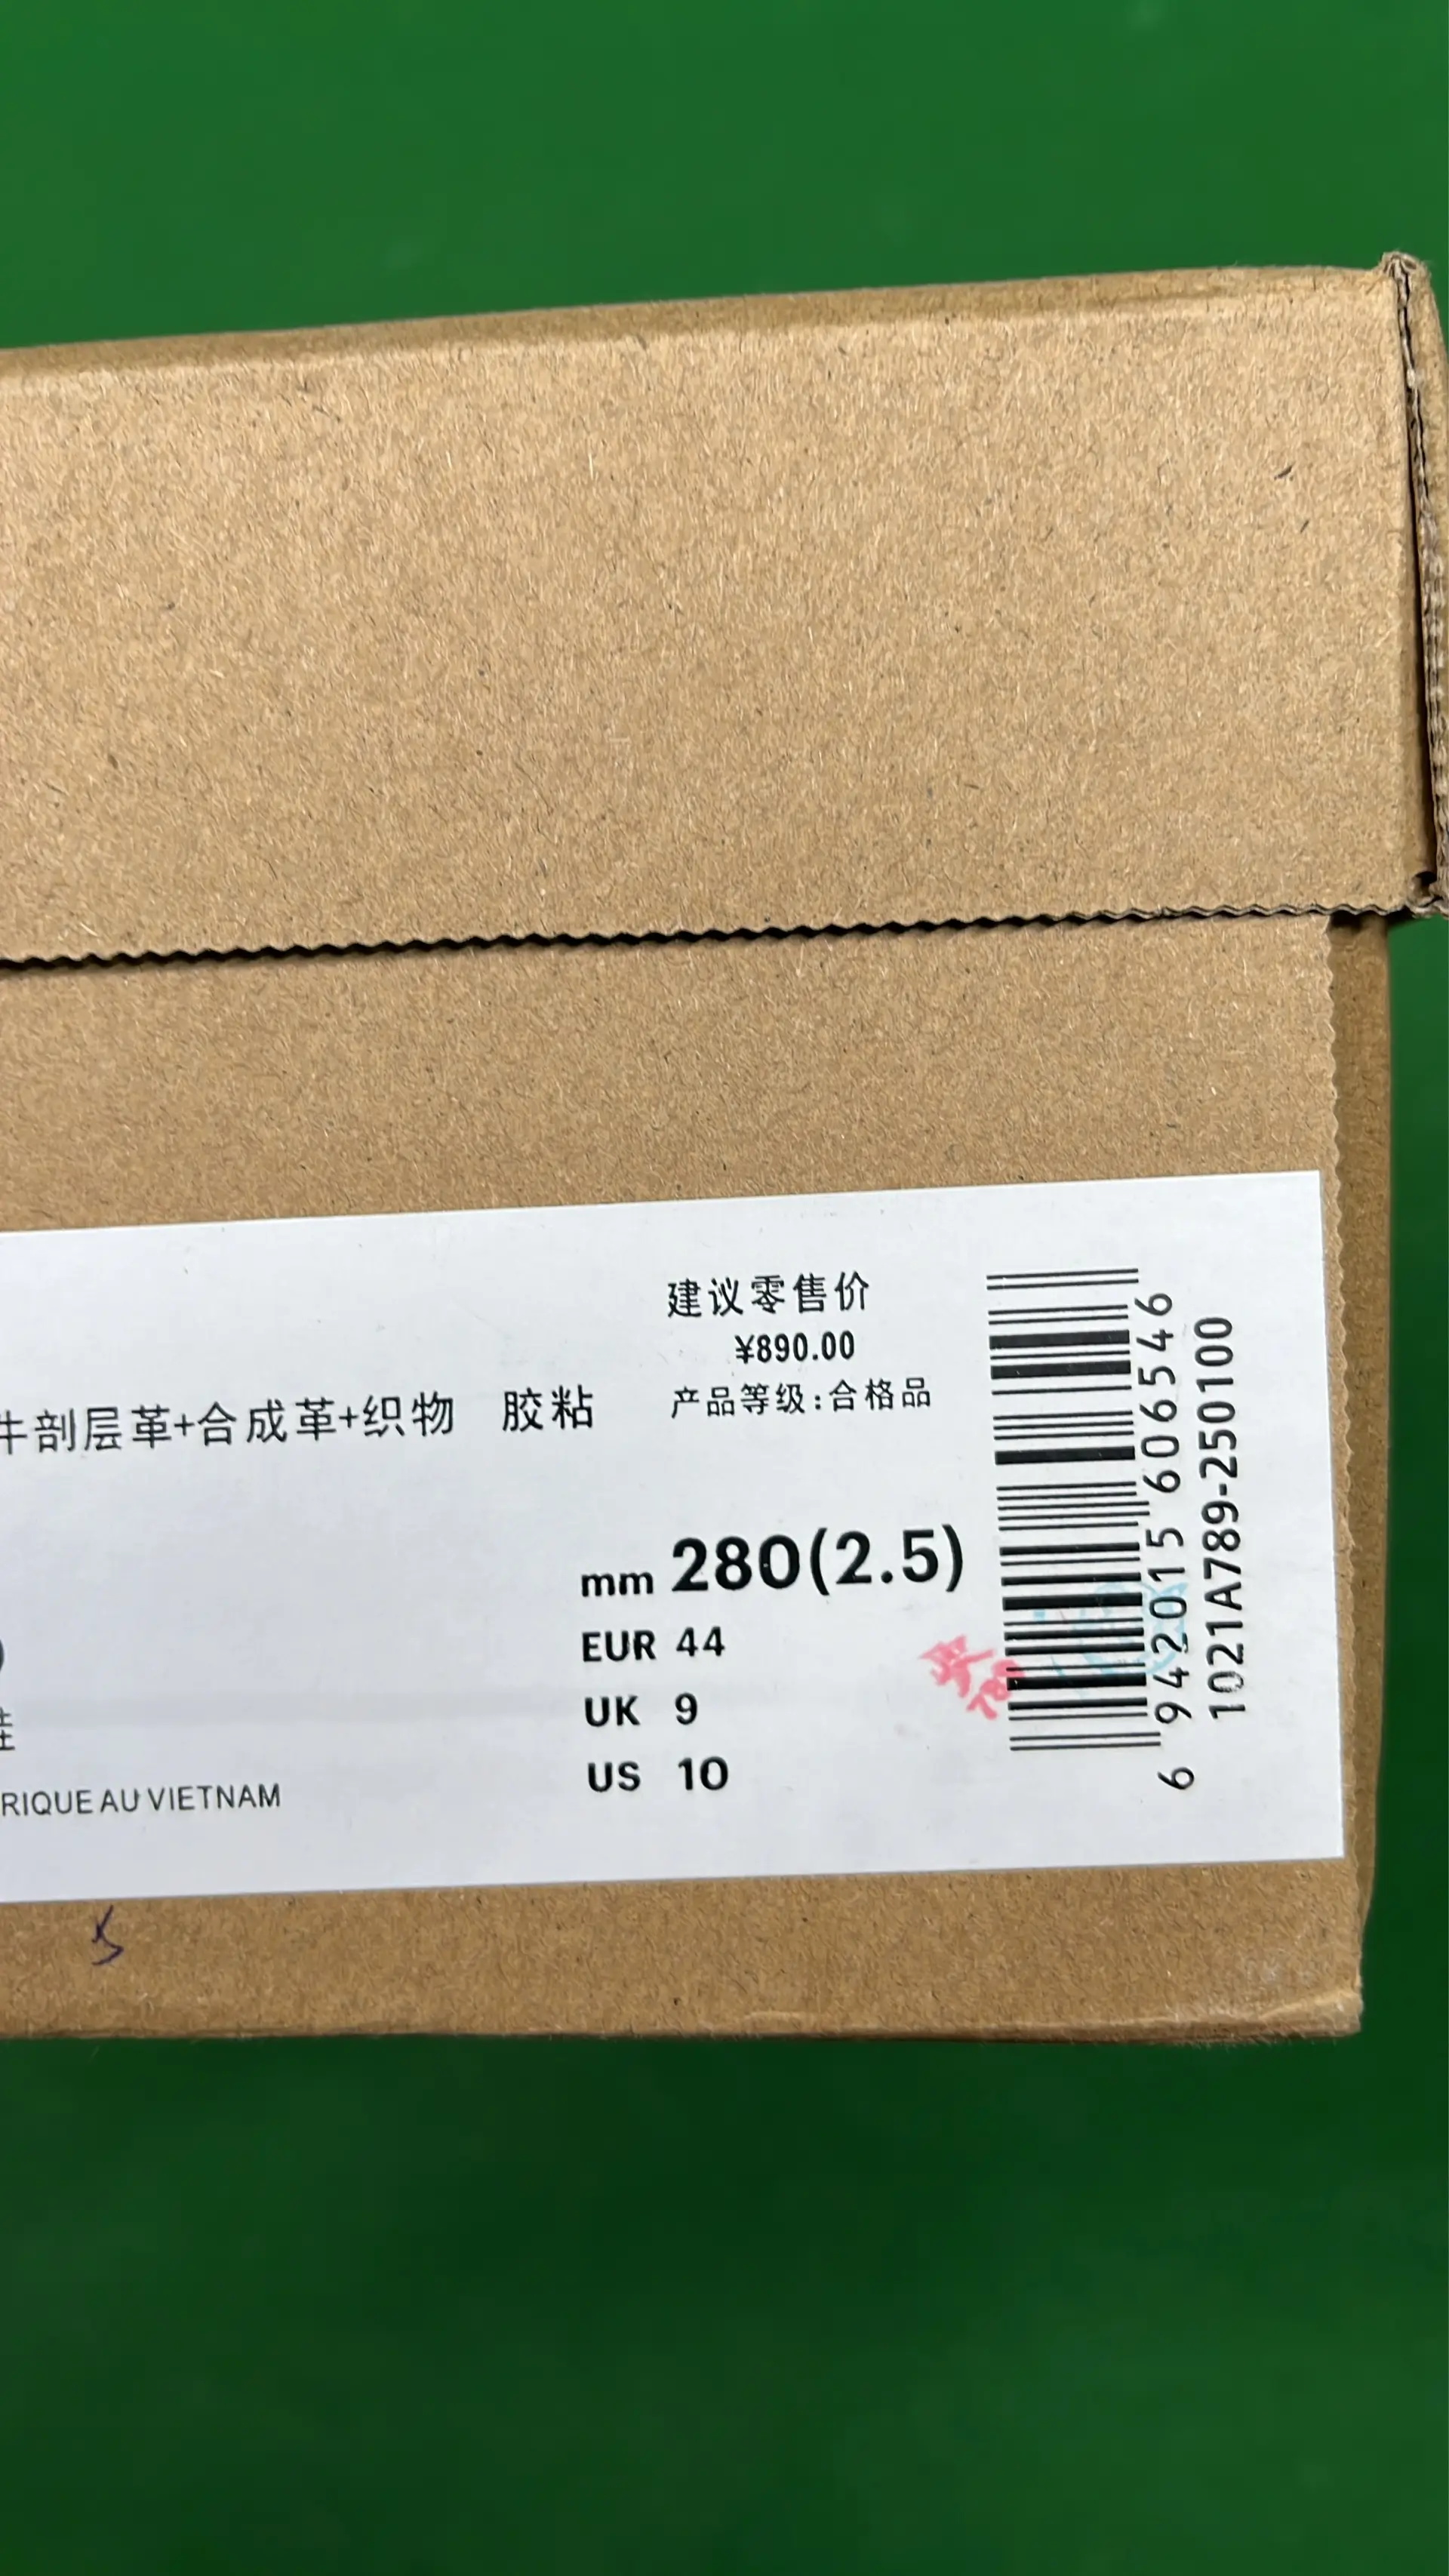 建议零售价
¥890.00
牛剖层革+合成革+织物 胶粘
产品等级:合格品
mm 280(2.5)
EUR 44
UK 9
US 10
鞋
RIQUE AU VIETNAM
6 942015 606546
1021A789-250100